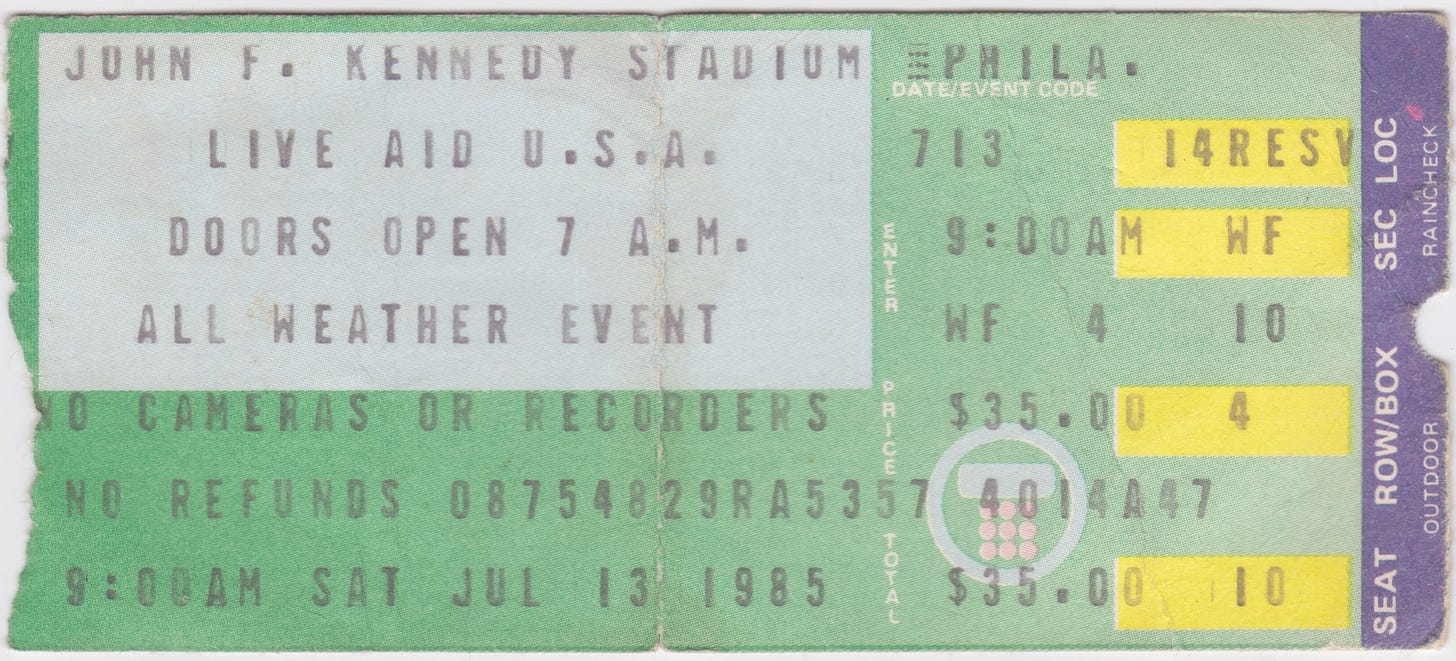 JOHN F. KENNEDY STADIUM PHILA.
DATE/EVENT CODE
LIVE AID U.S.A. 713 14RESV
DOORS OPEN 7 A.M. 9:00AM WF
ENTER
ALL WEATHER EVENT WF 4 10
NO CAMERAS OR RECORDERS $35.00 4
PRICE
NO REFUNDS 08754829RA5357 4014A47
TOTAL
9:00AM SAT JUL 13 1985 $35.00 10
SEAT ROW/BOX SEC LOC
OUTDOOR RAINCHECK